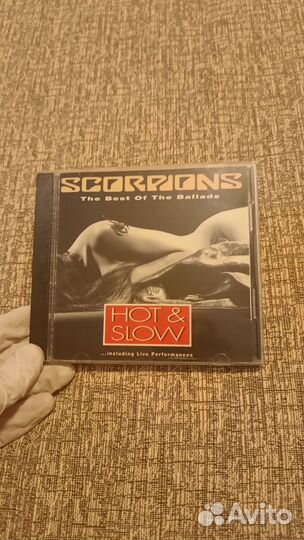 SCORPIONS
The Best Of The Ballads
HOT &
SLOW
...including Live Performances
Avito